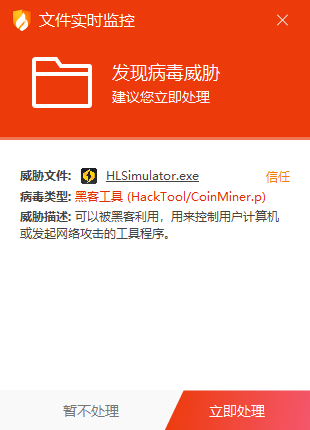 文件实时监控
发现病毒威胁
建议您立即处理
威胁文件: HLSimulator.exe 信任
病毒类型: 黑客工具 (HackTool/CoinMiner.p)
威胁描述: 可以被黑客利用，用来控制用户计算机
或发起网络攻击的工具程序。
暂不处理 立即处理